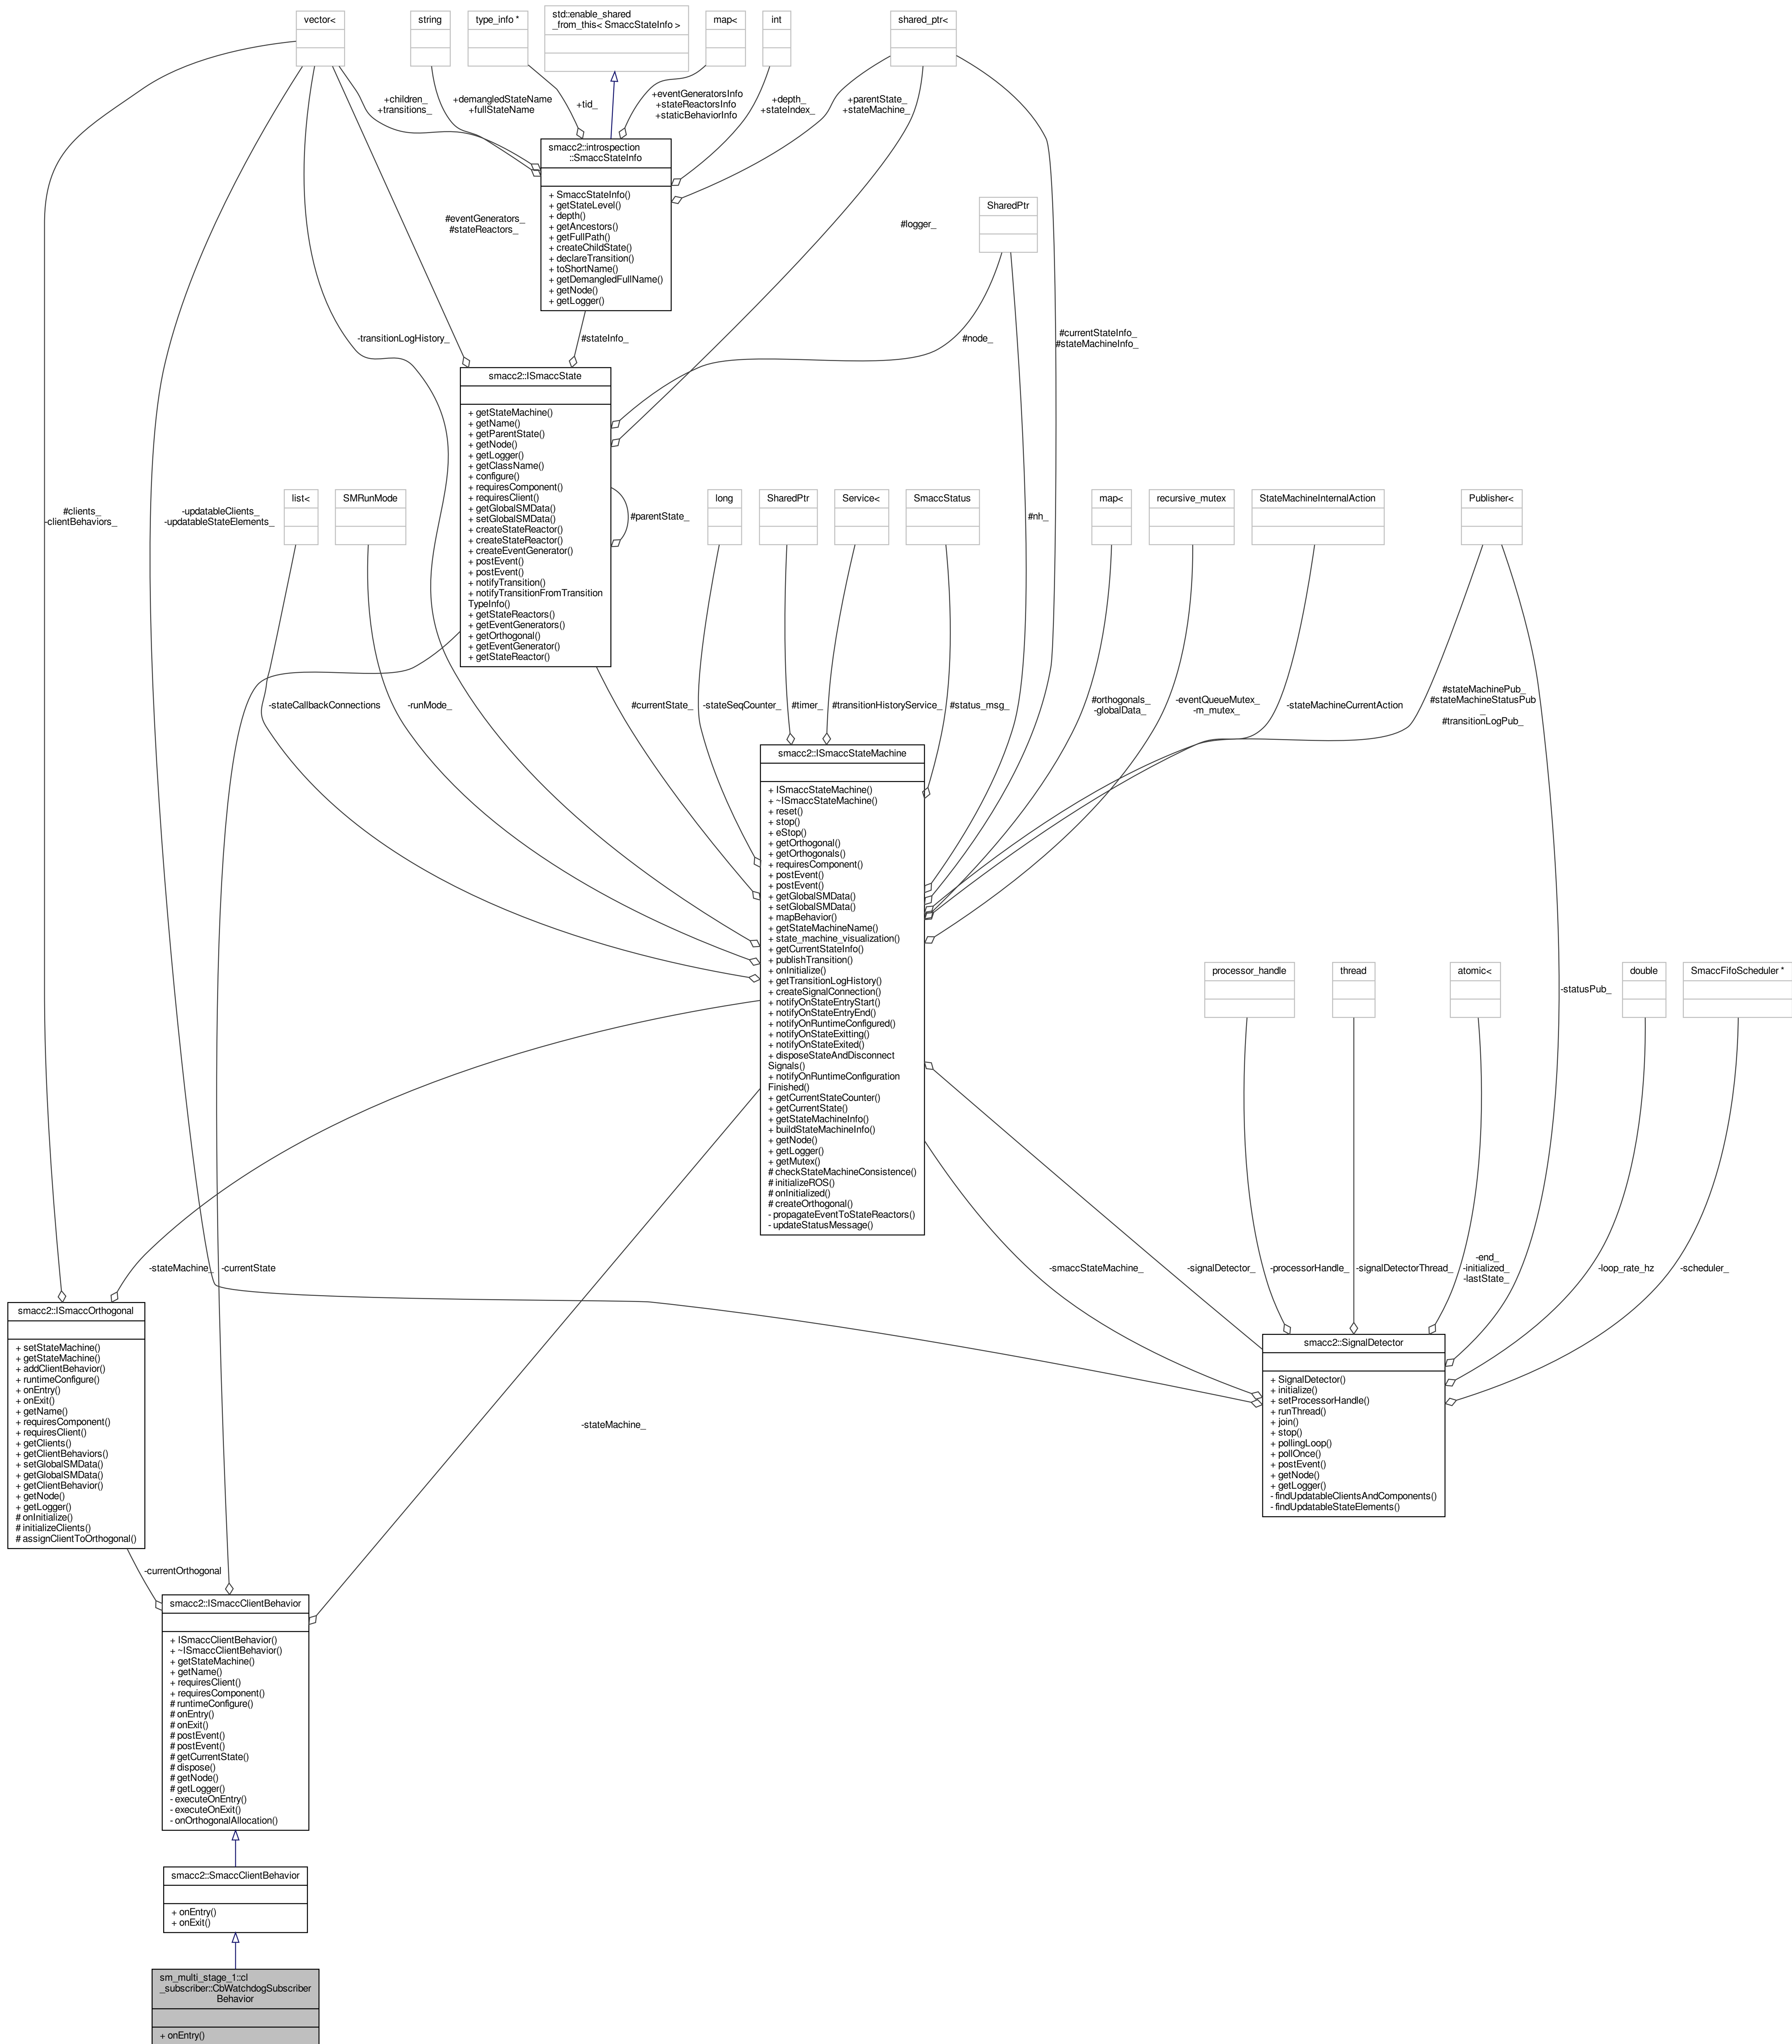 vector<
string
type_info *
std::enable_shared
_from_this< SmaccStateInfo >
map<
int
shared_ptr<
+children_
+transitions_
+demangledStateName
+fullStateName
+tid_
+eventGeneratorsInfo
+stateReactorsInfo
+staticBehaviorInfo
+depth_
+stateIndex_
+parentState_
+stateMachine_
smacc2::introspection
::SmaccStateInfo
+ SmaccStateInfo()
+ getStateLevel()
+ depth()
+ getAncestors()
+ getFullPath()
+ createChildState()
+ declareTransition()
+ toShortName()
+ getDemangledFullName()
+ getNode()
+ getLogger()
SharedPtr
#eventGenerators_
#stateReactors_
#logger_
-transitionLogHistory_
#stateInfo_
#node_
#currentStateInfo_
#stateMachineInfo_
smacc2::ISmaccState
+ getStateMachine()
+ getName()
+ getParentState()
+ getNode()
+ getLogger()
+ getClassName()
+ configure()
+ requiresComponent()
+ requiresClient()
+ getGlobalSMData()
+ setGlobalSMData()
+ createStateReactor()
+ createStateReactor()
+ createEventGenerator()
+ postEvent()
+ postEvent()
+ notifyTransition()
+ notifyTransitionFromTransition
TypeInfo()
+ getStateReactors()
+ getEventGenerators()
+ getOrthogonal()
+ getEventGenerator()
+ getStateReactor()
#parentState_
#clients_
-clientBehaviors_
-updatableClients_
-updatableStateElements_
list<
SMRunMode
long
SharedPtr
Service<
SmaccStatus
#nh_
map<
recursive_mutex
StateMachineInternalAction
Publisher<
-stateCallbackConnections
-runMode_
#currentState_
-stateSeqCounter_
#timer_
#transitionHistoryService_
#status_msg_
#orthogonals_
-globalData_
-eventQueueMutex_
-m_mutex_
-stateMachineCurrentAction
#stateMachinePub_
#stateMachineStatusPub
_
#transitionLogPub_
smacc2::ISmaccStateMachine
+ ISmaccStateMachine()
+ ~ISmaccStateMachine()
+ reset()
+ stop()
+ eStop()
+ getOrthogonal()
+ getOrthogonals()
+ requiresComponent()
+ postEvent()
+ postEvent()
+ getGlobalSMData()
+ setGlobalSMData()
+ mapBehavior()
+ getStateMachineName()
+ state_machine_visualization()
+ getCurrentStateInfo()
+ publishTransition()
+ onInitialize()
+ getTransitionLogHistory()
+ createSignalConnection()
+ notifyOnStateEntryStart()
+ notifyOnStateEntryEnd()
+ notifyOnRuntimeConfigured()
+ notifyOnStateExitting()
+ notifyOnStateExited()
+ disposeStateAndDisconnect
Signals()
+ notifyOnRuntimeConfiguration
Finished()
+ getCurrentStateCounter()
+ getCurrentState()
+ getStateMachineInfo()
+ buildStateMachineInfo()
+ getNode()
+ getLogger()
+ getMutex()
# checkStateMachineConsistence()
# initializeROS()
# onInitialized()
# createOrthogonal()
- propagateEventToStateReactors()
- updateStatusMessage()
processor_handle
thread
atomic<
-statusPub_
double
SmaccFifoScheduler *
-stateMachine_
-currentState
-smaccStateMachine_
-signalDetector_
-processorHandle_
-signalDetectorThread_
-end_
-initialized_
-lastState_
-loop_rate_hz
-scheduler_
smacc2::ISmaccOrthogonal
+ setStateMachine()
+ getStateMachine()
+ addClientBehavior()
+ runtimeConfigure()
+ onEntry()
+ onExit()
+ getName()
+ requiresComponent()
+ requiresClient()
+ getClients()
+ getClientBehaviors()
+ setGlobalSMData()
+ getGlobalSMData()
+ getClientBehavior()
+ getNode()
+ getLogger()
# onInitialize()
# initializeClients()
# assignClientToOrthogonal()
smacc2::SignalDetector
+ SignalDetector()
+ initialize()
+ setProcessorHandle()
+ runThread()
+ join()
+ stop()
+ pollingLoop()
+ pollOnce()
+ postEvent()
+ getNode()
+ getLogger()
- findUpdatableClientsAndComponents()
- findUpdatableStateElements()
-stateMachine_
-currentOrthogonal
smacc2::ISmaccClientBehavior
+ ISmaccClientBehavior()
+ ~ISmaccClientBehavior()
+ getStateMachine()
+ getName()
+ requiresClient()
+ requiresComponent()
# runtimeConfigure()
# onEntry()
# onExit()
# postEvent()
# postEvent()
# getCurrentState()
# dispose()
# getNode()
# getLogger()
- executeOnEntry()
- executeOnExit()
- onOrthogonalAllocation()
smacc2::SmaccClientBehavior
+ onEntry()
+ onExit()
sm_multi_stage_1::cl
_subscriber::CbWatchdogSubscriber
Behavior
+ onEntry()